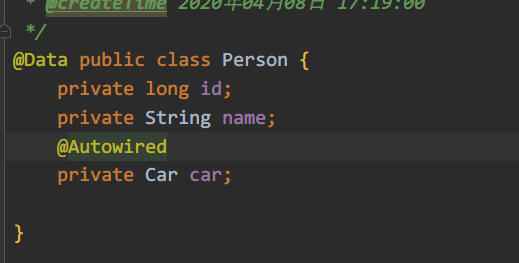 * @createTime 2020年04月08日 17:19:00
*/
@Data public class Person {
private long id;
private String name;
@Autowired
private Car car;
}